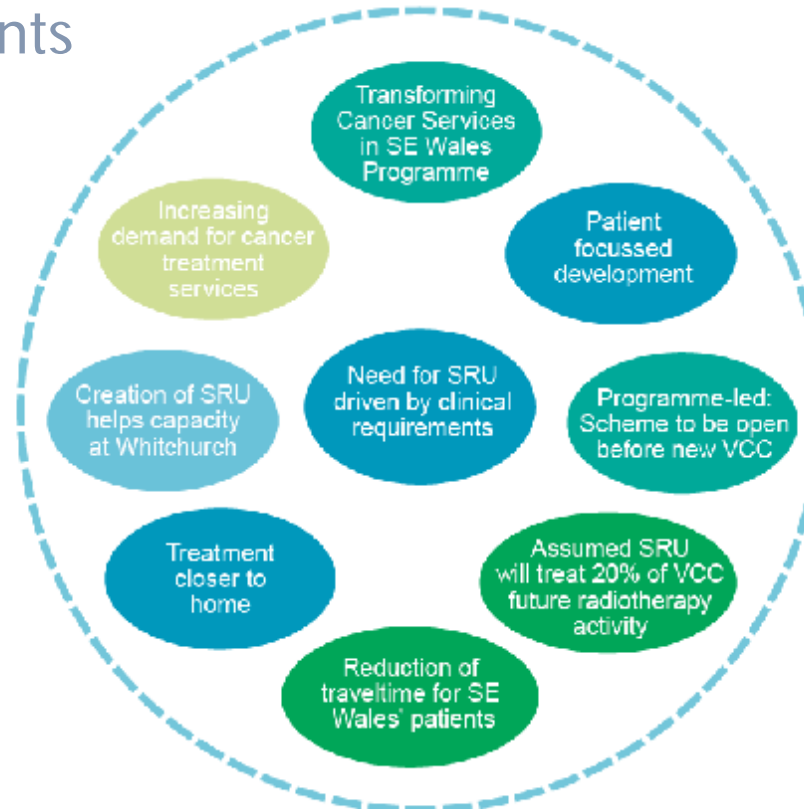 nts
Transforming
Cancer Services
in SE Wales
Programme
Increasing
demand for cancer
treatment
services
Patient
focussed
development
Creation of SRU
helps capacity
at Whitchurch
Need for SRU
driven by clinical
requirements
Programme-led:
Scheme to be open
before new VCC
Treatment
closer to
home
Assumed SRU
will treat 20% of VCC
future radiotherapy
activity
Reduction of
traveltime for SE
Wales' patients